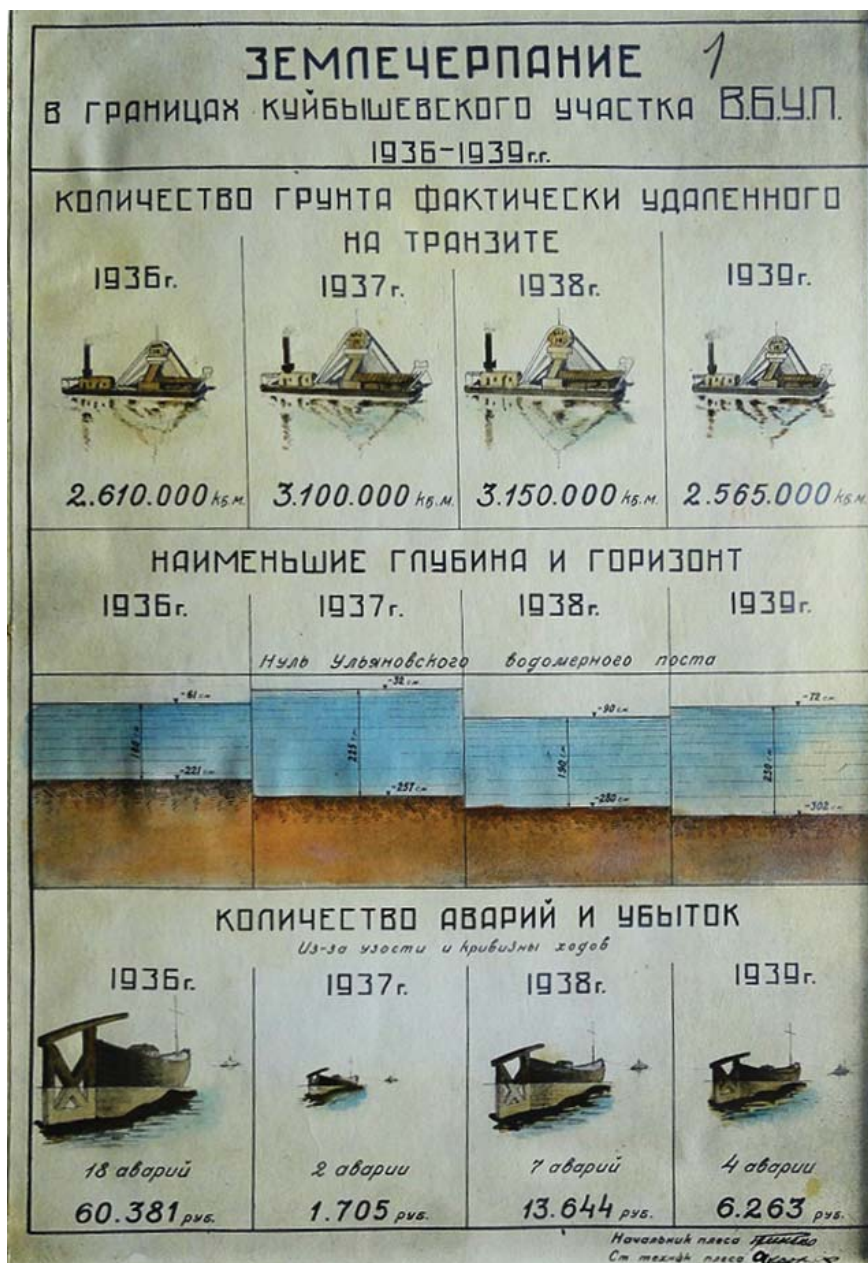 ЗЕМЛЕЧЕРПАНИЕ 1
В ГРАНИЦАХ КУЙБЫШЕВСКОГО УЧАСТКА В.Б.У.П.
1936-1939г.г.
КОЛИЧЕСТВО ГРУНТА ФАКТИЧЕСКИ УДАЛЕННОГО
НА ТРАНЗИТЕ
1936г. 1937г. 1938г. 1939г.
2.610.000 кб.м. 3.100.000 кб.м. 3.150.000 кб.м. 2.565.000 кб.м.
НАИМЕНЬШИЕ ГЛУБИНА И ГОРИЗОНТ
1936г. 1937г. 1938г. 1939г.
Нуль Ульяновского водомерного поста
-61 см -32 см -90 см -72 см
160 см 225 см 190 см 230 см
-221 см -257 см -280 см -302 см
КОЛИЧЕСТВО АВАРИЙ И УБЫТОК
Из-за узости и кривизны ходов
1936г. 1937г. 1938г. 1939г.
18 аварий 2 аварии 7 аварий 4 аварии
60.381 руб. 1.705 руб. 13.644 руб. 6.263 руб.
Начальник плеса
Ст техник плеса